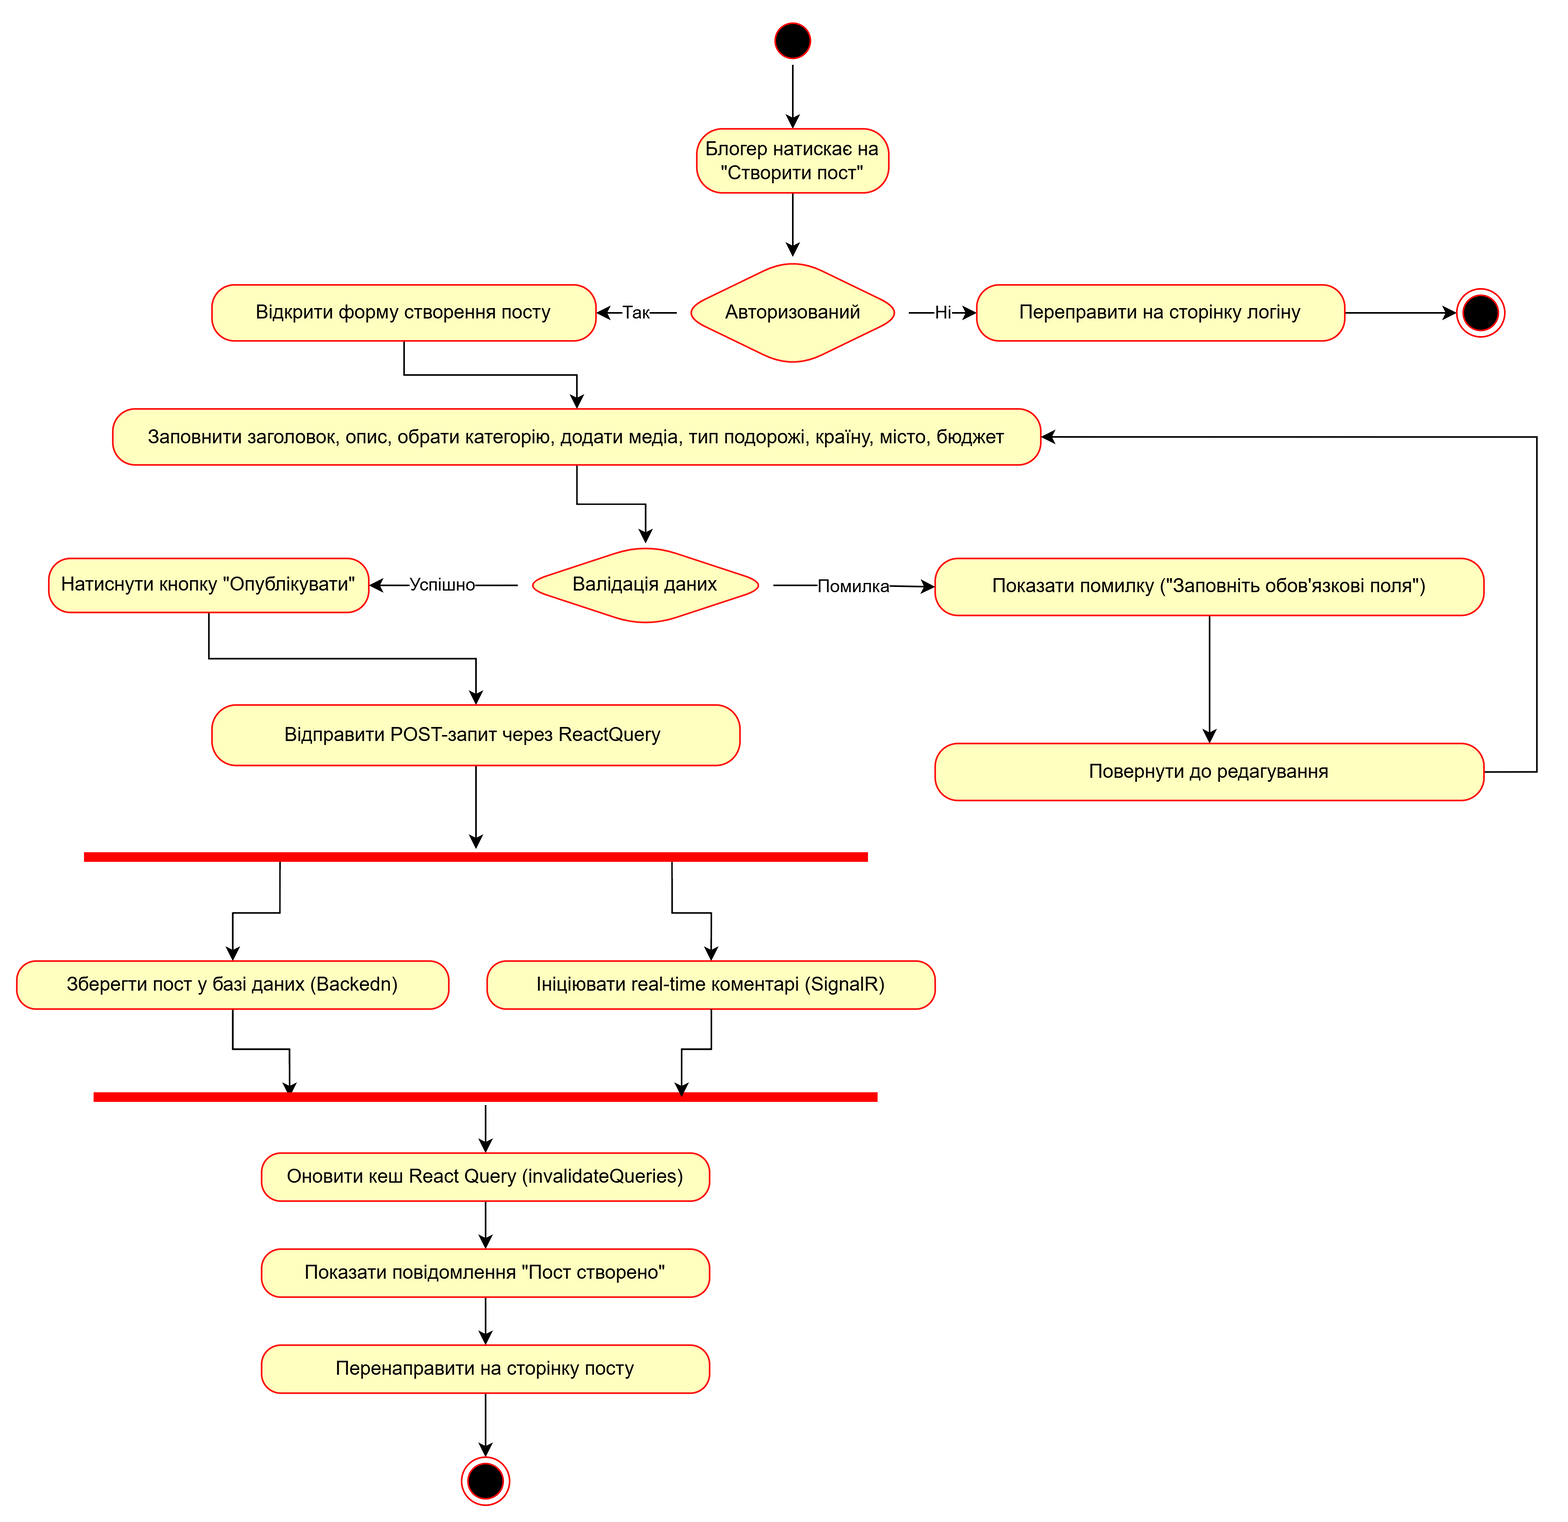 Блогер натискає на
"Створити пост"
Відкрити форму створення посту
Так
Авторизований
Ні
Переправити на сторінку логіну
Заповнити заголовок, опис, обрати категорію, додати медіа, тип подорожі, країну, місто, бюджет
Натиснути кнопку "Опублікувати"
Успішно
Валідація даних
Помилка
Показати помилку ("Заповніть обов'язкові поля")
Відправити POST-запит через ReactQuery
Повернути до редагування
Зберегти пост у базі даних (Backedn)
Ініціювати real-time коментарі (SignalR)
Оновити кеш React Query (invalidateQueries)
Показати повідомлення "Пост створено"
Перенаправити на сторінку посту